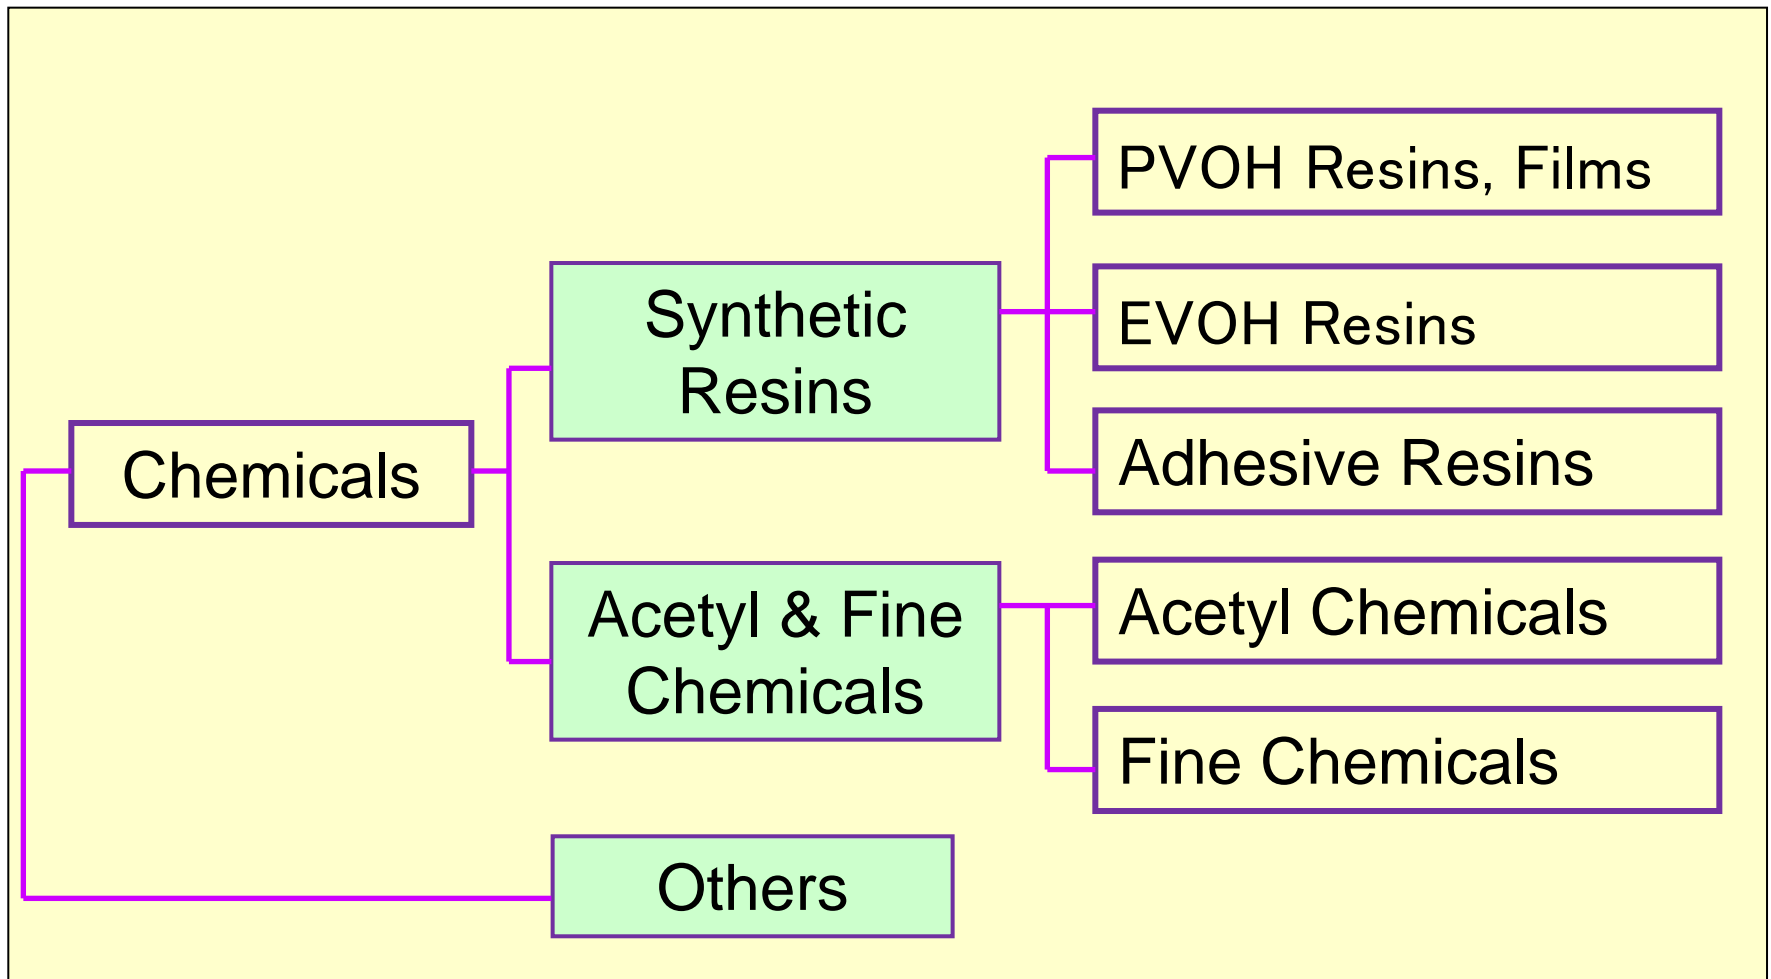 PVOH Resins, Films
Synthetic
Resins
EVOH Resins
Adhesive Resins
Chemicals
Acetyl & Fine
Chemicals
Acetyl Chemicals
Fine Chemicals
Others